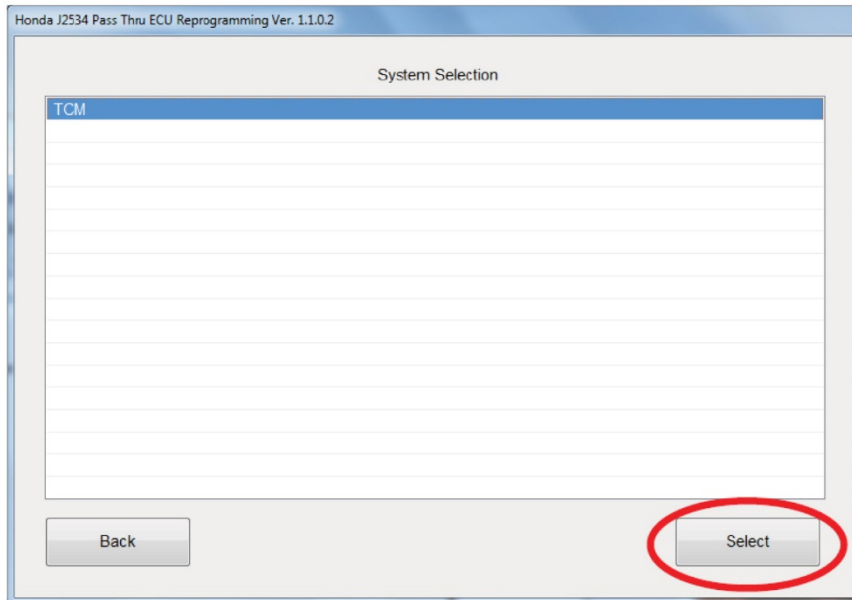 Honda J2534 Pass Thru ECU Reprogramming Ver. 1.1.0.2
System Selection
TCM
Back
Select